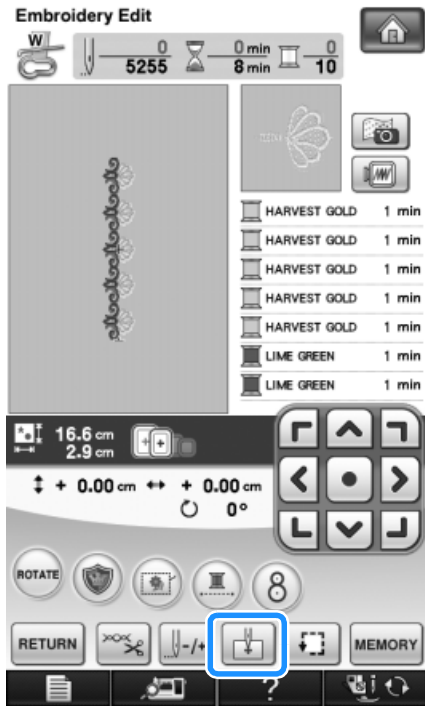 Embroidery Edit
W
0 0 min 0
5255 8 min 10
HARVEST GOLD 1 min
HARVEST GOLD 1 min
HARVEST GOLD 1 min
HARVEST GOLD 1 min
HARVEST GOLD 1 min
LIME GREEN 1 min
LIME GREEN 1 min
16.6 cm
2.9 cm
+ 0.00 cm + 0.00 cm
0°
ROTATE
8
RETURN -/+ MEMORY
?